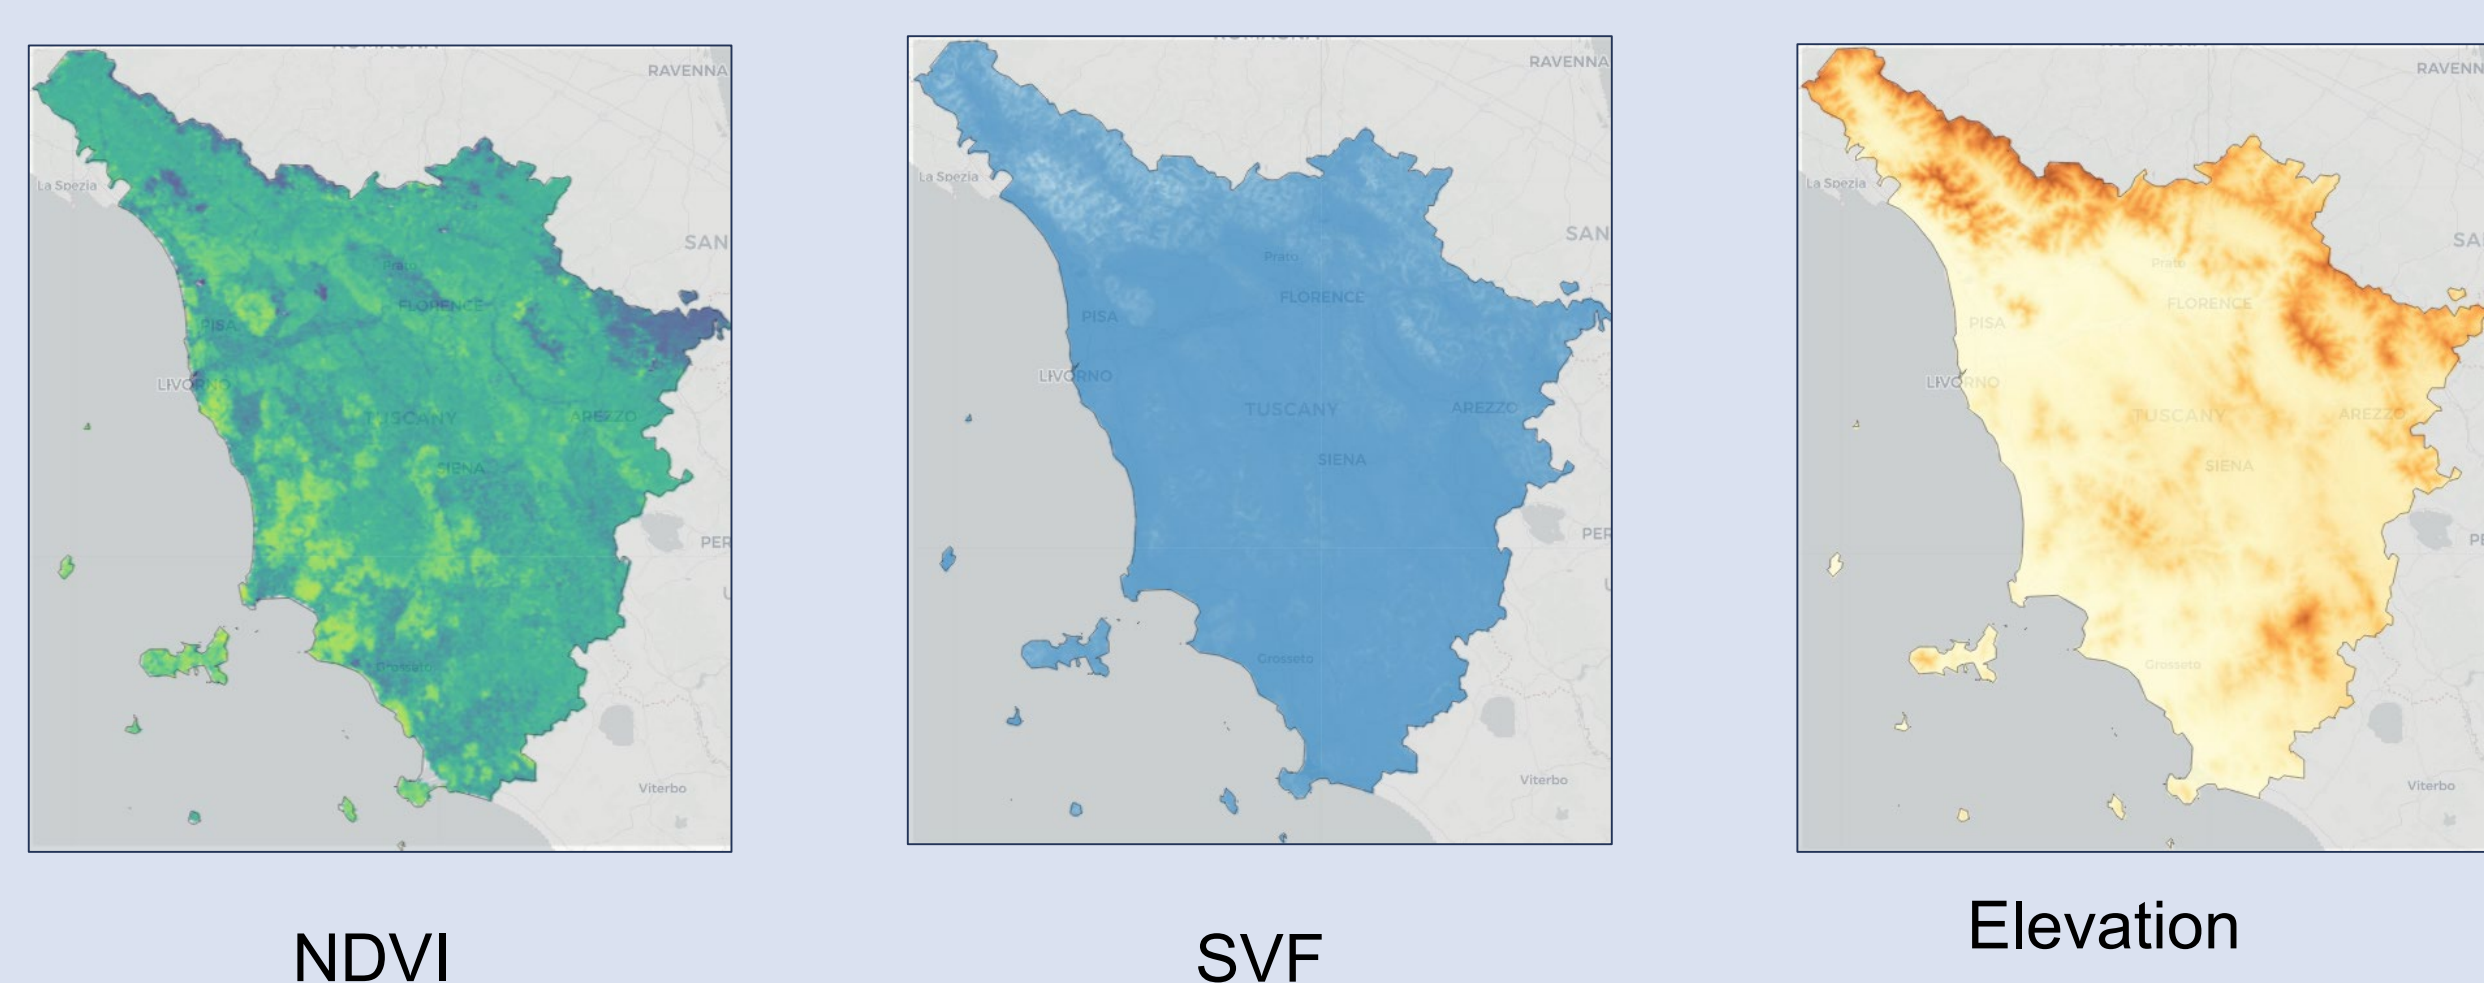 RAVENNA
La Spezia
SAN
Prato
FLORENCE
PISA
LIVORNO
TUSCANY
AREZZO
SIENA
PER
Grosseto
Viterbo
NDVI
RAVENNA
La Spezia
SAN
Prato
FLORENCE
PISA
LIVORNO
TUSCANY
AREZZO
SIENA
PER
Grosseto
Viterbo
SVF
RAVENN
La Spezia
SA
Prato
FLORENCE
PISA
LIVORNO
TUSCANY
AREZZO
SIENA
PE
Grosseto
Viterbo
Elevation